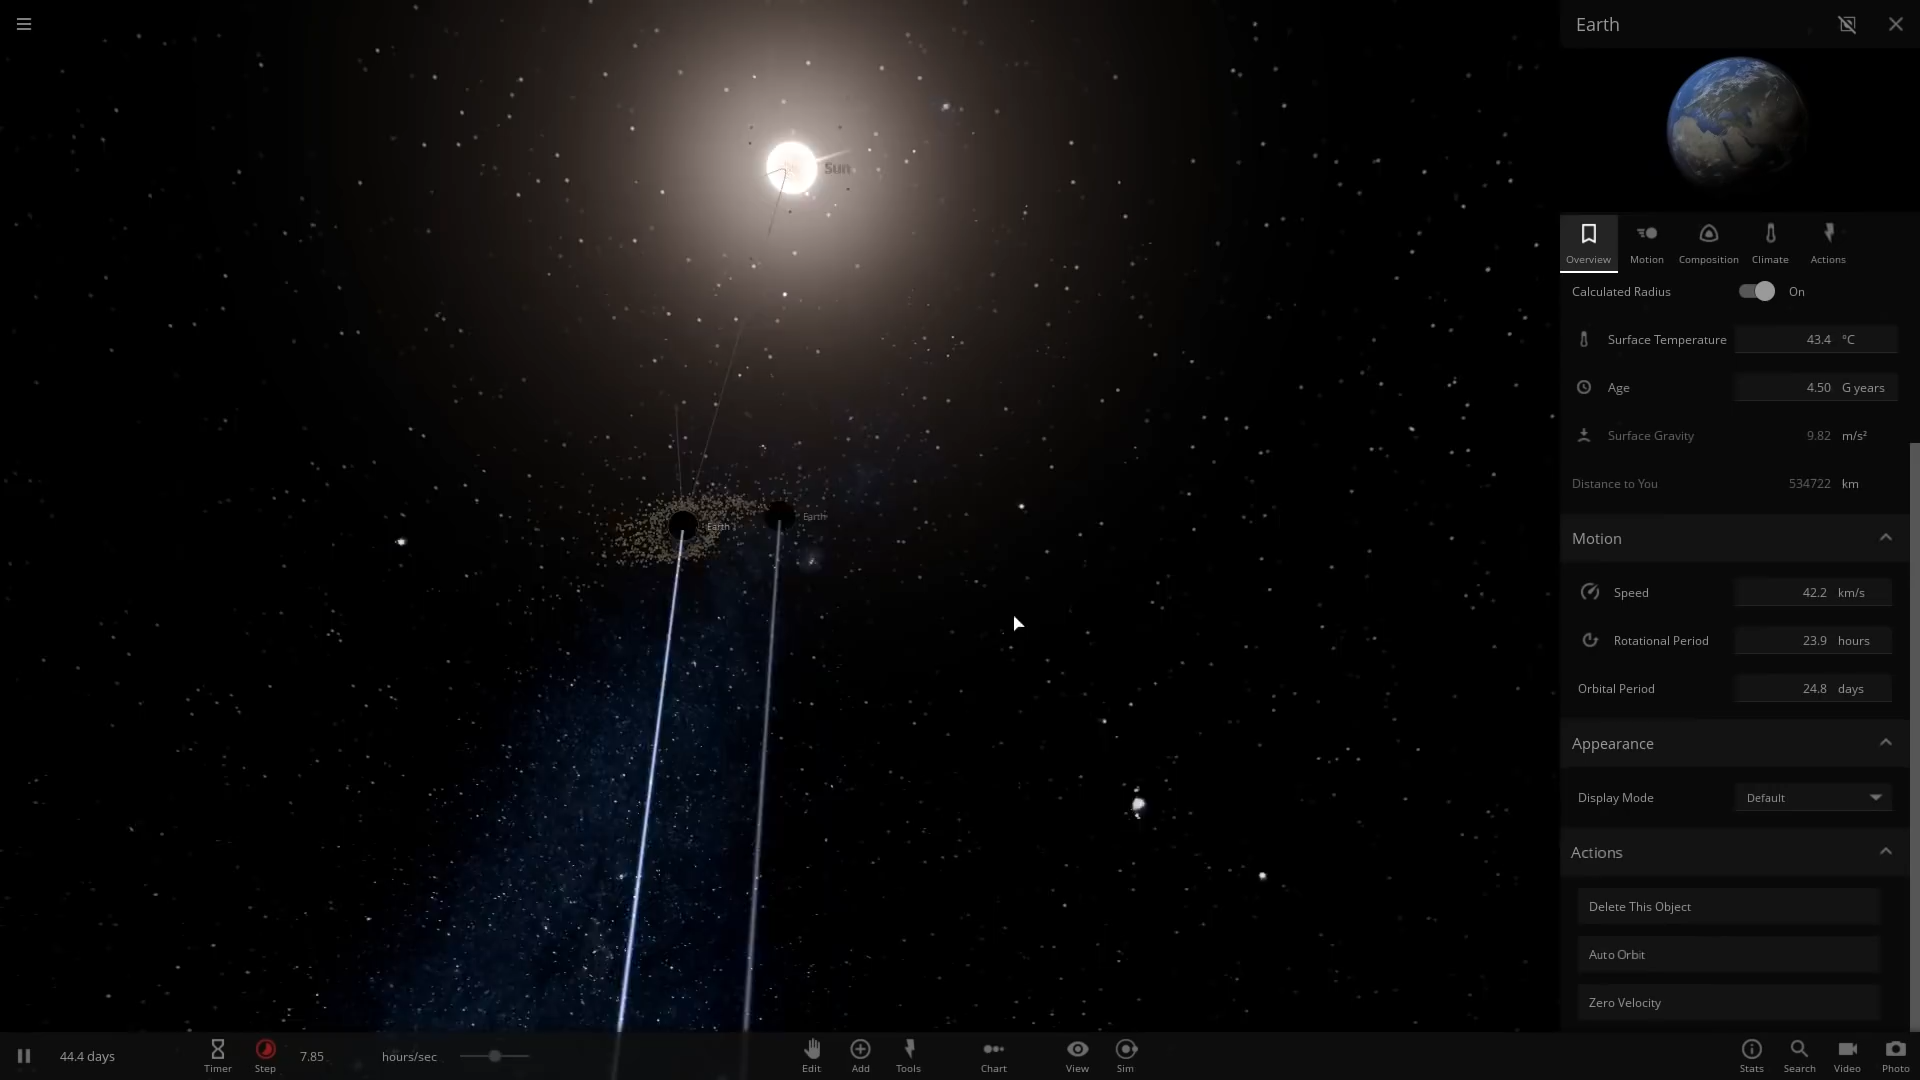 Earth
Sun
Earth
Earth
Overview
Motion
Composition
Climate
Actions
Calculated Radius On
Surface Temperature 43.4 °C
Age 4.50 G years
Surface Gravity 9.82 m/s²
Distance to You 534722 km
Motion
Speed 42.2 km/s
Rotational Period 23.9 hours
Orbital Period 24.8 days
Appearance
Display Mode Default
Actions
Delete This Object
Auto Orbit
Zero Velocity
44.4 days
Timer
Step
7.85 hours/sec
Edit
Add
Tools
Chart
View
Sim
Stats
Search
Video
Photo